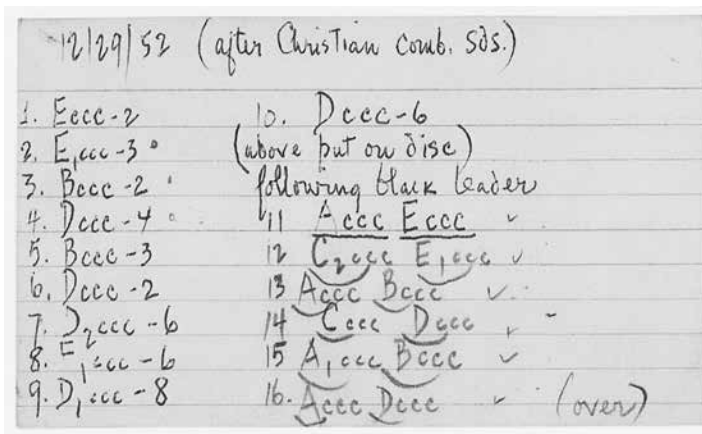 12/29/52 (after Christian comb. sds.)
1. Eccc-2
2. E₁ccc-3
3. Bccc-2
4. Dccc-4
5. Bccc-3
6. Dccc-2
7. D₂ccc-6
8. E₁ccc-6
9. D₁ccc-8
10. Dccc-6
(above put on disc)
following black leader
11 Accc Eccc ✓
12 C₂ccc E₁ccc ✓
13 Accc Bccc ✓
14 Cccc Dccc ✓
15 A₁ccc Bccc ✓
16. Accc Dccc ✓
(over)